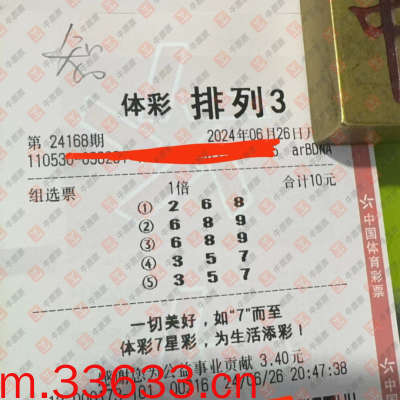 体彩 排列3
第 24168期 2024年06月26日
110530 arBDNA
组选票 1倍 合计10元
① 2 6 8
② 6 8 9
③ 6 8 9
④ 3 5 7
⑤ 3 5 7
一切美好，如“7”而至
体彩7星彩，为生活添彩！
公益事业贡献 3.40元
24/06/26 20:47:38
m.33633.cn
中国体育彩票